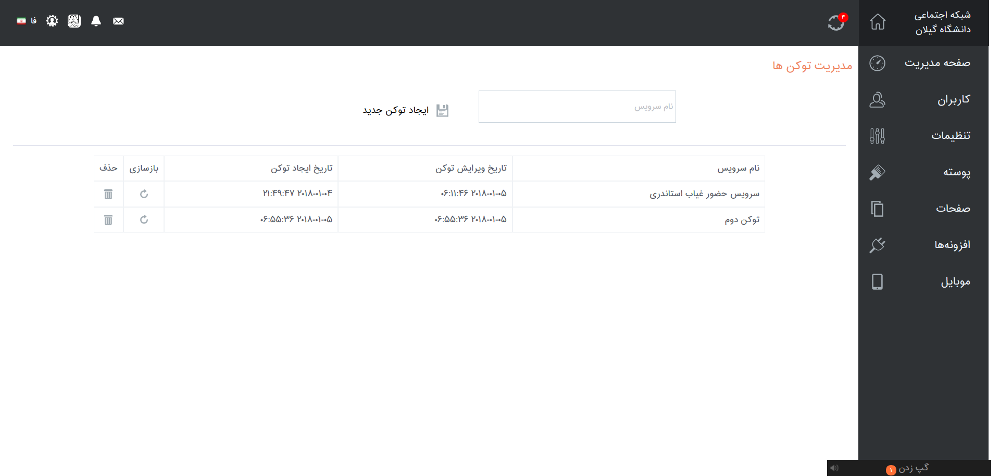 شبکه اجتماعی
دانشگاه گیلان
۴
فا
صفحه مدیریت
کاربران
تنظیمات
پوسته
صفحات
افزونه‌ها
موبایل
مدیریت توکن ها
نام سرویس
ایجاد توکن جدید
نام سرویس تاریخ ویرایش توکن تاریخ ایجاد توکن بازسازی حذف
سرویس حضور غیاب استاندری ۲۰۱۸-۰۱-۰۵ ۰۶:۱۱:۴۶ ۲۰۱۸-۰۱-۰۴ ۲۱:۴۹:۴۷
توکن دوم ۲۰۱۸-۰۱-۰۵ ۰۶:۵۵:۳۶ ۲۰۱۸-۰۱-۰۵ ۰۶:۵۵:۳۶
گپ زدن ۱